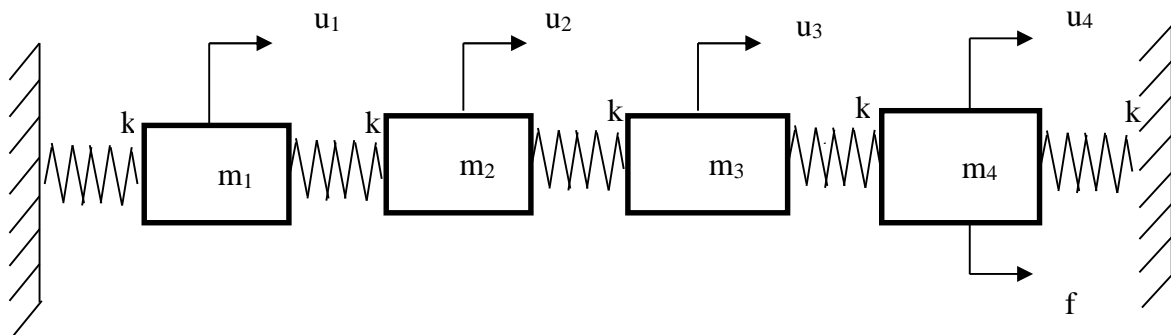 u₁ u₂ u₃ u₄
k k k k k
m₁ m₂ m₃ m₄
f